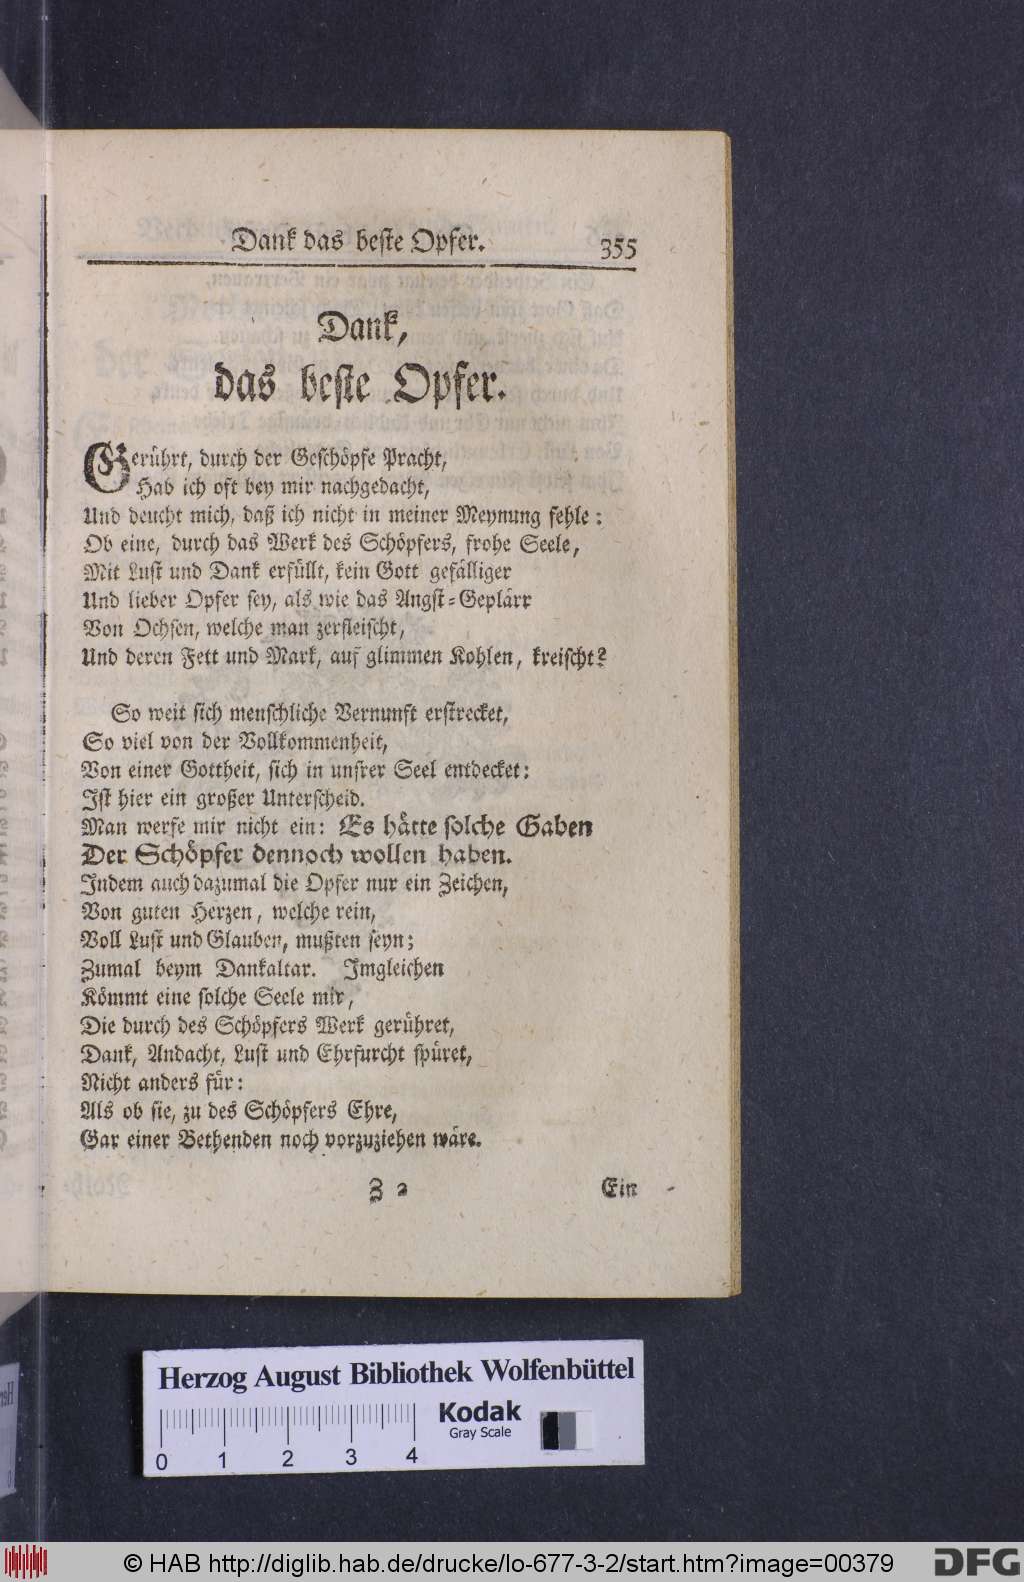 Dank das beste Opfer. 355
Dank,
das beste Opfer.
Gerührt, durch der Geschöpfe Pracht,
Hab ich oft bey mir nachgedacht,
Und deucht mich, daß ich nicht in meiner Meynung fehle:
Ob eine, durch das Werk des Schöpfers, frohe Seele,
Mit Lust und Dank erfüllt, kein Gott gefälliger
Und lieber Opfer sey, als wie das Angst=Geplärr
Von Ochsen, welche man zerfleischt,
Und deren Fett und Mark, auf glimmen Kohlen, kreischt?
So weit sich menschliche Vernunft erstrecket,
So viel von der Vollkommenheit,
Von einer Gottheit, sich in unsrer Seel entdecket:
Ist hier ein großer Unterscheid.
Man werfe mir nicht ein: Es hätte solche Gaben
Der Schöpfer dennoch wollen haben.
Indem auch dazumal die Opfer nur ein Zeichen,
Von guten Herzen, welche rein,
Voll Lust und Glauben, mußten seyn;
Zumal beym Dankaltar. Imgleichen
Kömmt eine solche Seele mir,
Die durch des Schöpfers Werk gerühret,
Dank, Andacht, Lust und Ehrfurcht spüret,
Nicht anders für:
Als ob sie, zu des Schöpfers Ehre,
Gar einer Bethenden noch vorzuziehen wäre.
Z 2 Ein
Herzog August Bibliothek Wolfenbüttel
Kodak
Gray Scale
0 1 2 3 4
© HAB http://diglib.hab.de/drucke/lo-677-3-2/start.htm?image=00379
DFG